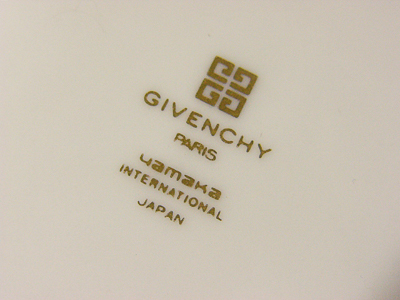 GIVENCHY
PARIS
yamaka
INTERNATIONAL
JAPAN